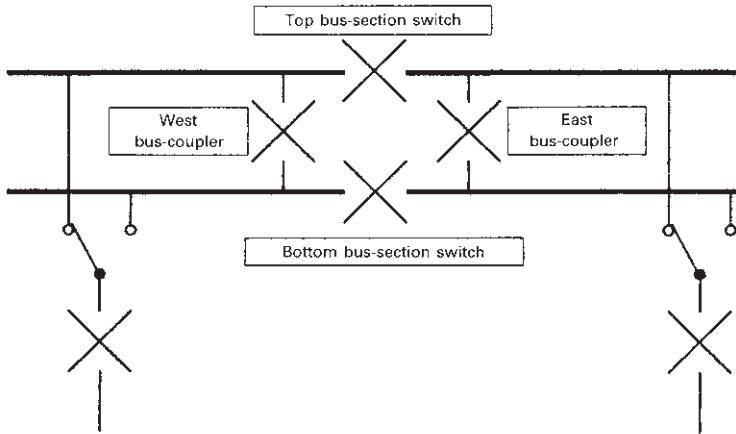 Top bus-section switch
West
bus-coupler
East
bus-coupler
Bottom bus-section switch